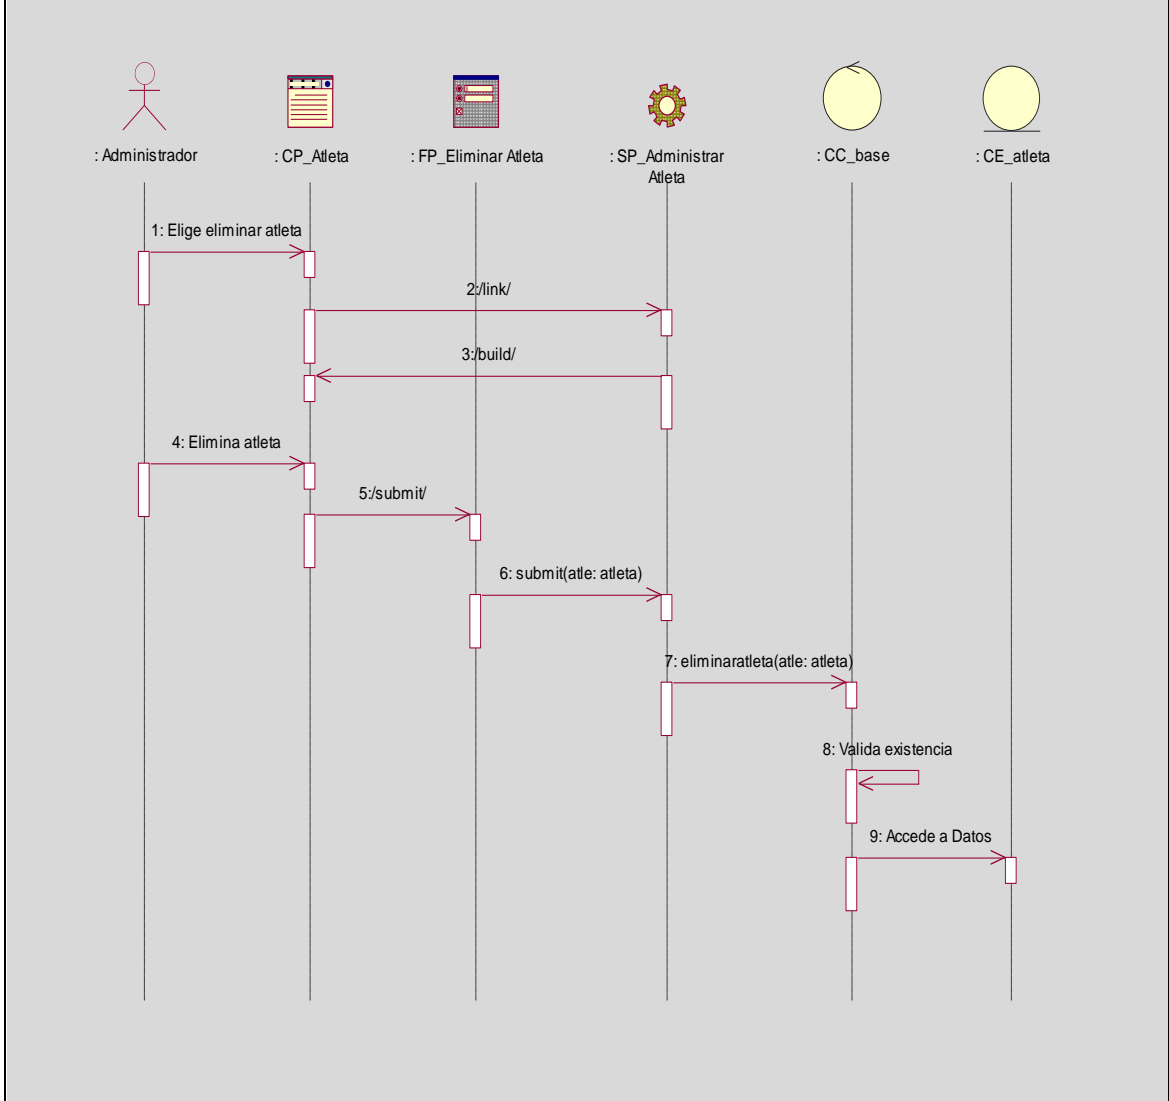 : Administrador
: CP_Atleta
: FP_Eliminar Atleta
: SP_Administrar
Atleta
: CC_base
: CE_atleta
1: Elige eliminar atleta
2:/link/
3:/build/
4: Elimina atleta
5:/submit/
6: submit(atle: atleta)
7: eliminaratleta(atle: atleta)
8: Valida existencia
9: Accede a Datos